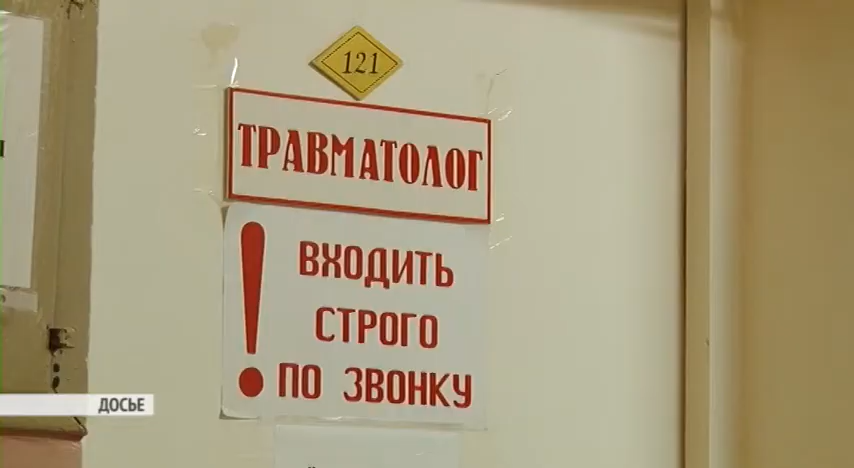 121
ТРАВМАТОЛОГ
! ВХОДИТЬ
СТРОГО
ПО ЗВОНКУ
ДОСЬЕ